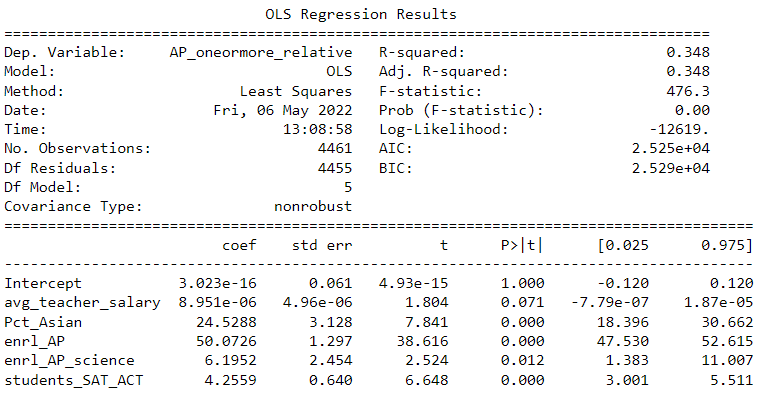 OLS Regression Results
==============================================================================
Dep. Variable: AP_oneormore_relative R-squared: 0.348
Model: OLS Adj. R-squared: 0.348
Method: Least Squares F-statistic: 476.3
Date: Fri, 06 May 2022 Prob (F-statistic): 0.00
Time: 13:08:58 Log-Likelihood: -12619.
No. Observations: 4461 AIC: 2.525e+04
Df Residuals: 4455 BIC: 2.529e+04
Df Model: 5
Covariance Type: nonrobust
==============================================================================
coef std err t P>|t| [0.025 0.975]
------------------------------------------------------------------------------
Intercept 3.023e-16 0.061 4.93e-15 1.000 -0.120 0.120
avg_teacher_salary 8.951e-06 4.96e-06 1.804 0.071 -7.79e-07 1.87e-05
Pct_Asian 24.5288 3.128 7.841 0.000 18.396 30.662
enrl_AP 50.0726 1.297 38.616 0.000 47.530 52.615
enrl_AP_science 6.1952 2.454 2.524 0.012 1.383 11.007
students_SAT_ACT 4.2559 0.640 6.648 0.000 3.001 5.511